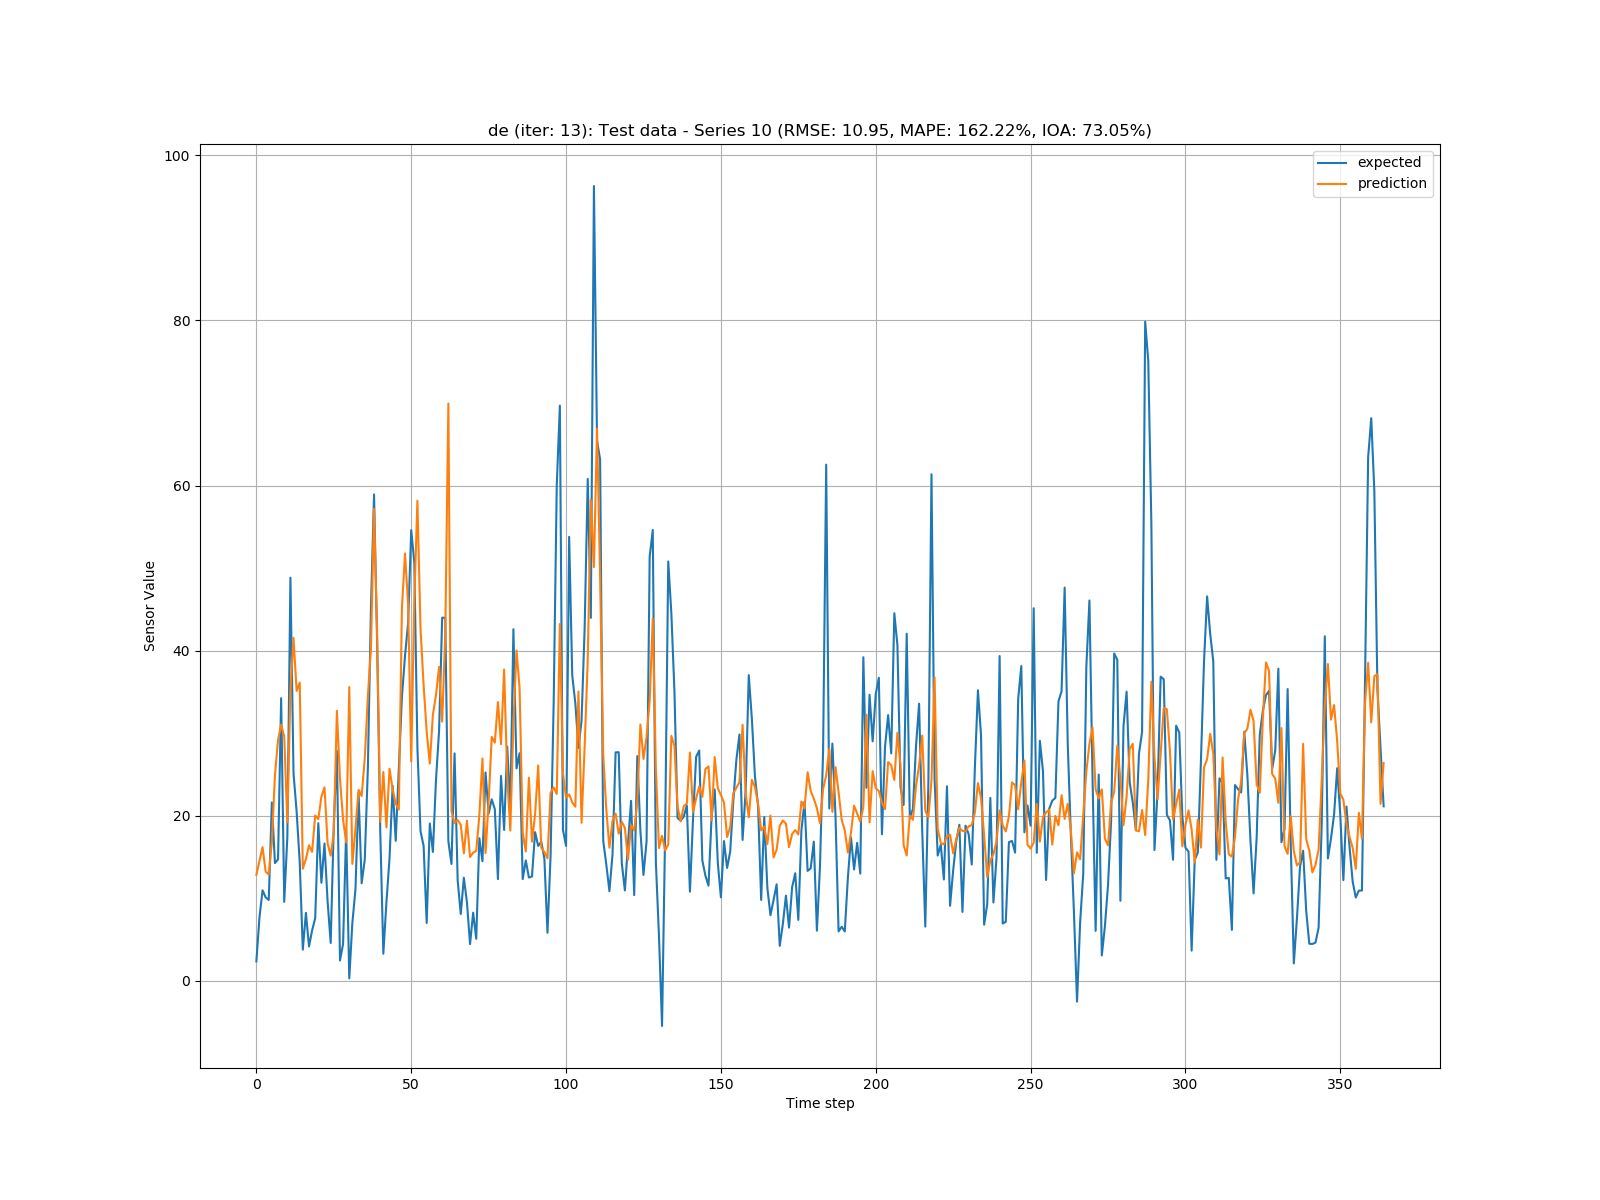 de (iter: 13): Test data - Series 10 (RMSE: 10.95, MAPE: 162.22%, IOA: 73.05%)
expected
prediction
100
80
60
40
20
0
Sensor Value
0 50 100 150 200 250 300 350
Time step